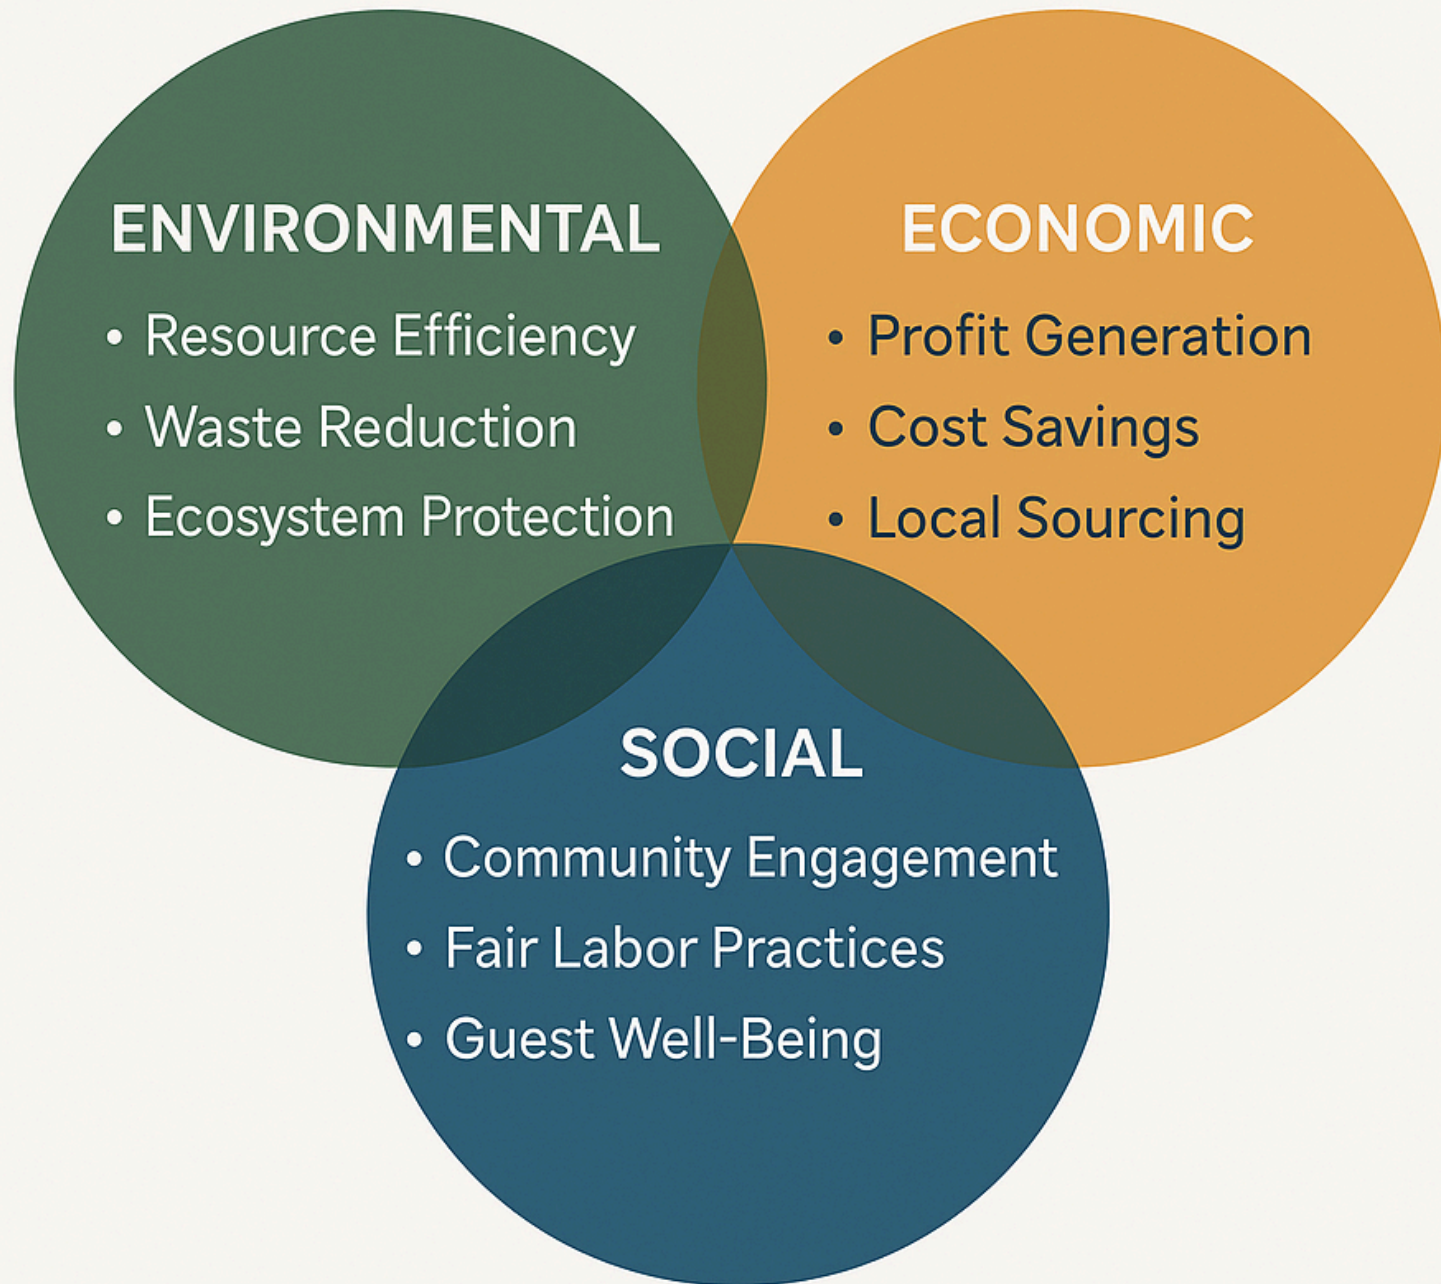 ENVIRONMENTAL
• Resource Efficiency
• Waste Reduction
• Ecosystem Protection
ECONOMIC
• Profit Generation
• Cost Savings
• Local Sourcing
SOCIAL
• Community Engagement
• Fair Labor Practices
• Guest Well-Being